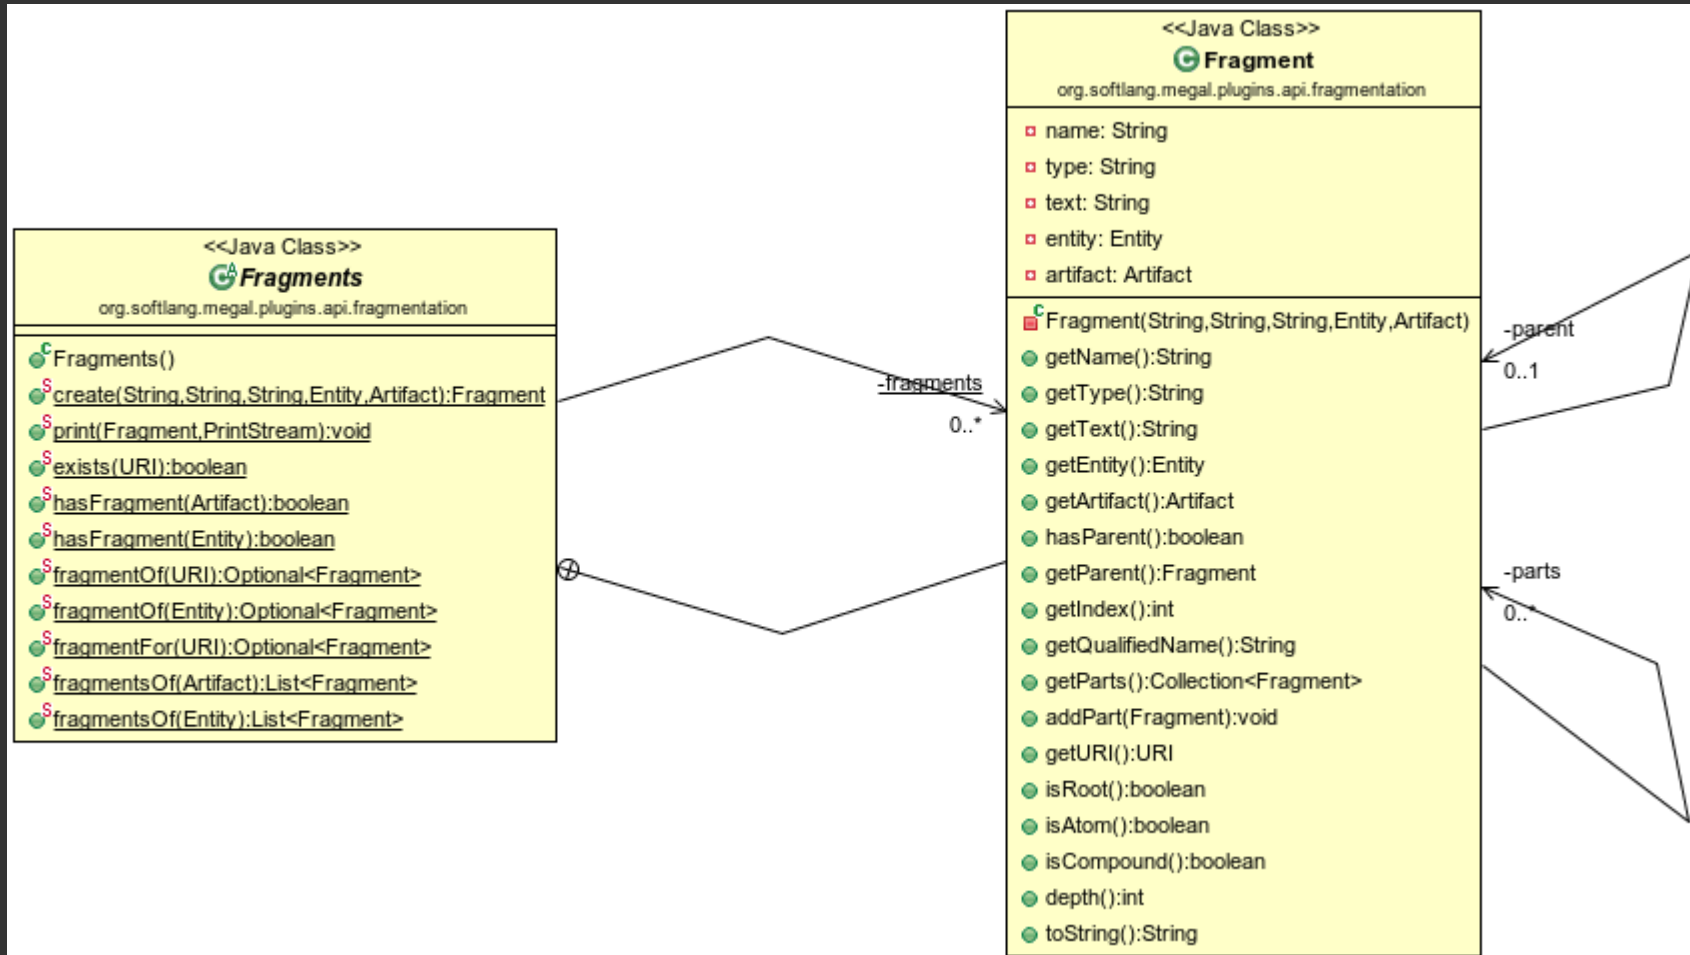 <<Java Class>>
Fragments
org.softlang.megal.plugins.api.fragmentation
Fragments()
create(String,String,String,Entity,Artifact):Fragment
print(Fragment,PrintStream):void
exists(URI):boolean
hasFragment(Artifact):boolean
hasFragment(Entity):boolean
fragmentOf(URI):Optional<Fragment>
fragmentOf(Entity):Optional<Fragment>
fragmentFor(URI):Optional<Fragment>
fragmentsOf(Artifact):List<Fragment>
fragmentsOf(Entity):List<Fragment>
-fragments
0..*
<<Java Class>>
Fragment
org.softlang.megal.plugins.api.fragmentation
name: String
type: String
text: String
entity: Entity
artifact: Artifact
Fragment(String,String,String,Entity,Artifact)
getName():String
getType():String
getText():String
getEntity():Entity
getArtifact():Artifact
hasParent():boolean
getParent():Fragment
getIndex():int
getQualifiedName():String
getParts():Collection<Fragment>
addPart(Fragment):void
getURI():URI
isRoot():boolean
isAtom():boolean
isCompound():boolean
depth():int
toString():String
-parent
0..1
-parts
0..*